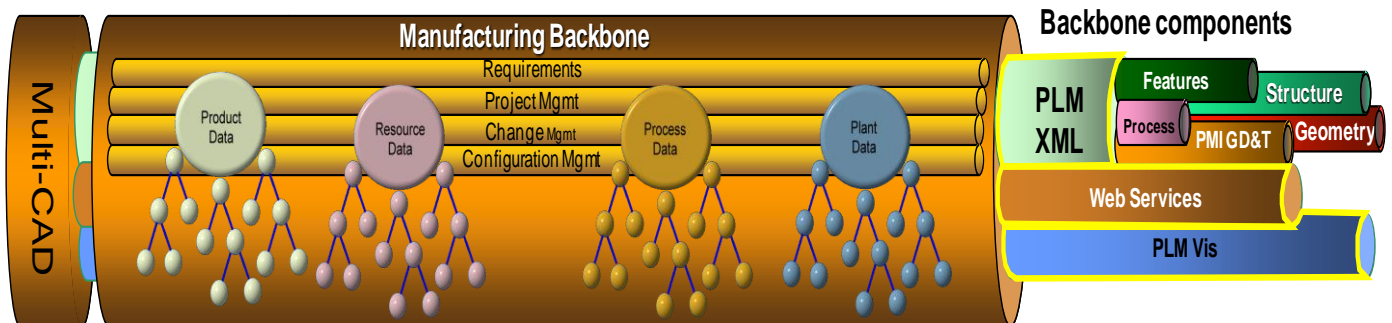 Multi-CAD
Manufacturing Backbone
Requirements
Project Mgmt
Change Mgmt
Configuration Mgmt
Product
Data
Resource
Data
Process
Data
Plant
Data
Backbone components
PLM
XML
Features
Structure
Process
Geometry
PMI GD&T
Web Services
PLM Vis